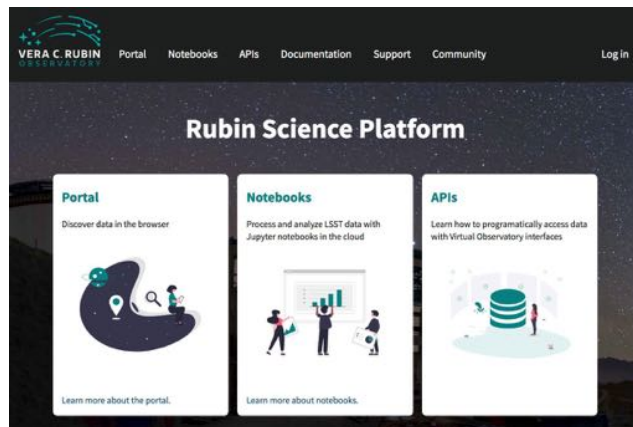 VERA C. RUBIN
OBSERVATORY
Portal Notebooks APIs Documentation Support Community Log in
Rubin Science Platform
Portal
Discover data in the browser
Learn more about the portal.
Notebooks
Process and analyze LSST data with
Jupyter notebooks in the cloud
Learn more about notebooks.
APIs
Learn how to programatically access data
with Virtual Observatory interfaces